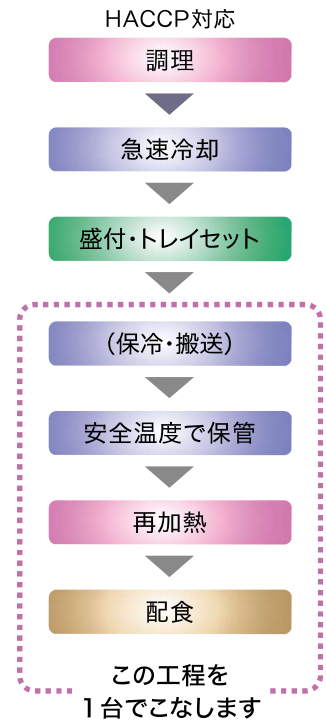 HACCP対応
調理
急速冷却
盛付・トレイセット
（保冷・搬送）
安全温度で保管
再加熱
配食
この工程を
1台でこなします